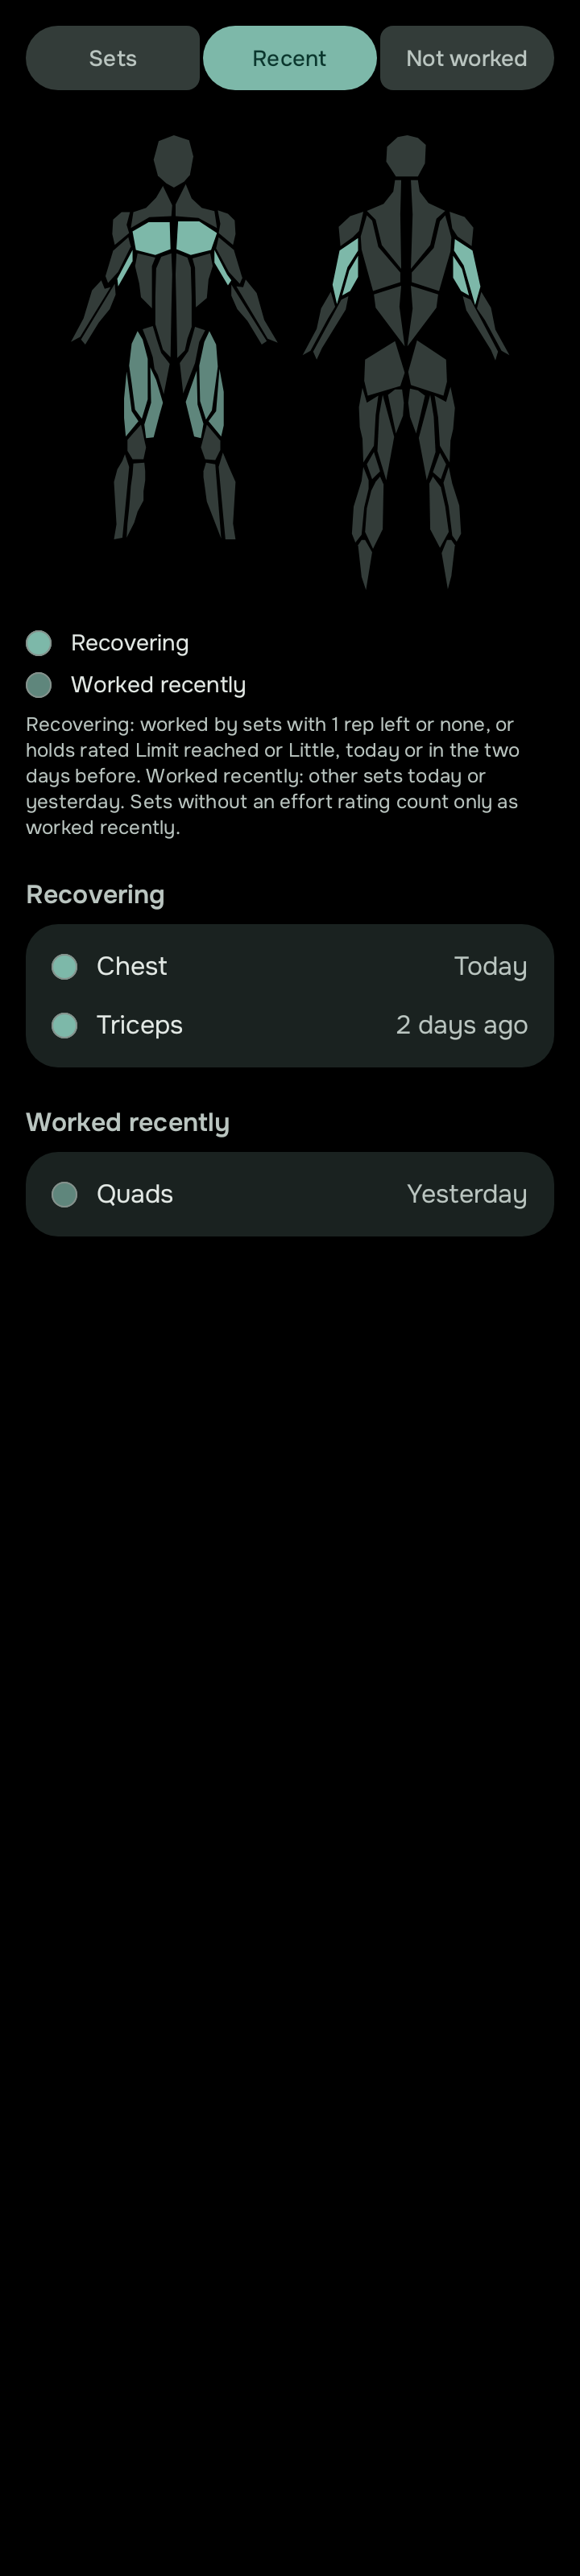 Sets
Recent
Not worked
Recovering
Worked recently
Recovering: worked by sets with 1 rep left or none, or
holds rated Limit reached or Little, today or in the two
days before. Worked recently: other sets today or
yesterday. Sets without an effort rating count only as
worked recently.
Recovering
Chest Today
Triceps 2 days ago
Worked recently
Quads Yesterday